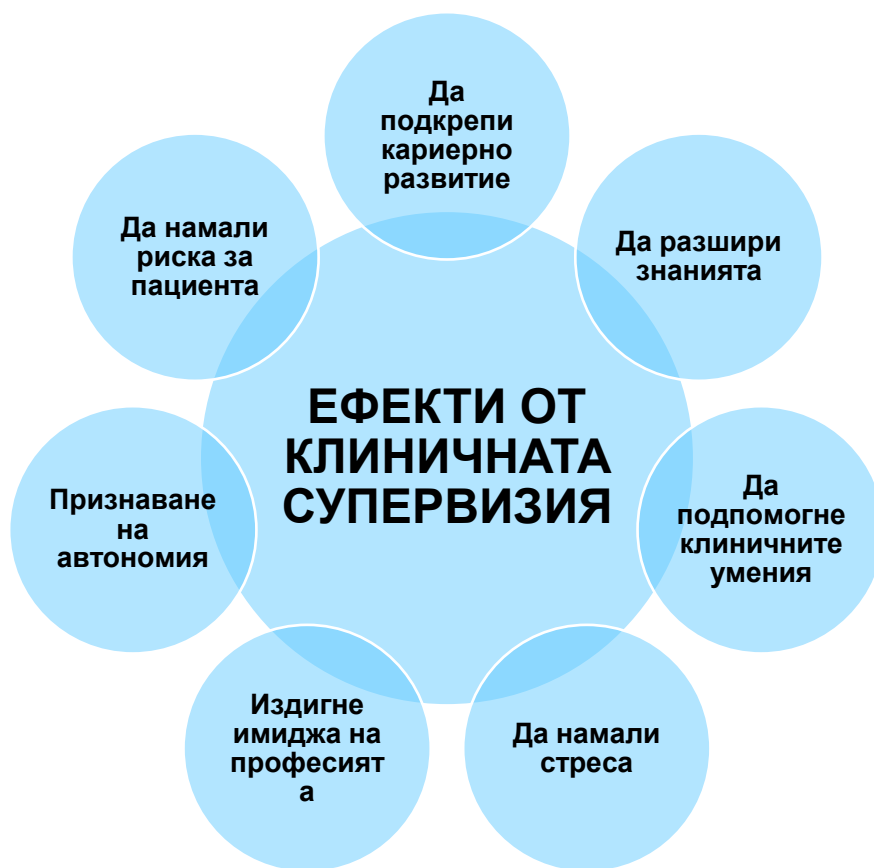 Да
подкрепи
кариерно
развитие
Да разшири
знанията
Да
подпомогне
клиничните
умения
Да намали
стреса
Издигне
имиджа на
професият
а
Признаване
на
автономия
Да намали
риска за
пациента
ЕФЕКТИ ОТ
КЛИНИЧНАТА
СУПЕРВИЗИЯ